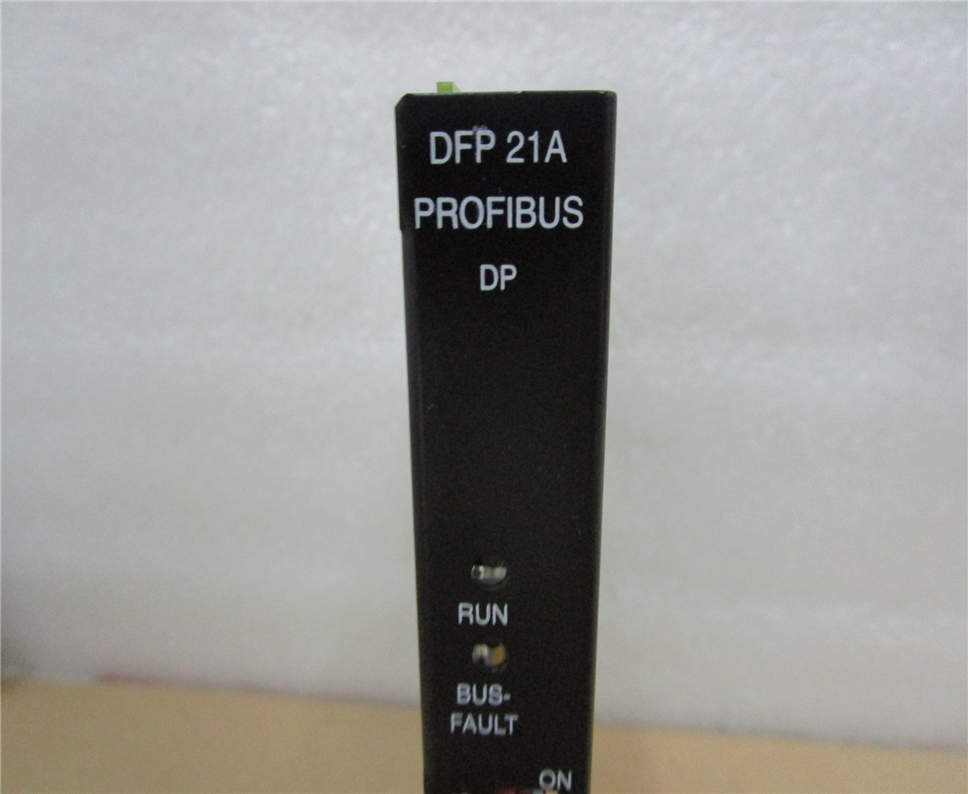 DFP 21A
PROFIBUS
DP
RUN
BUS-
FAULT
ON